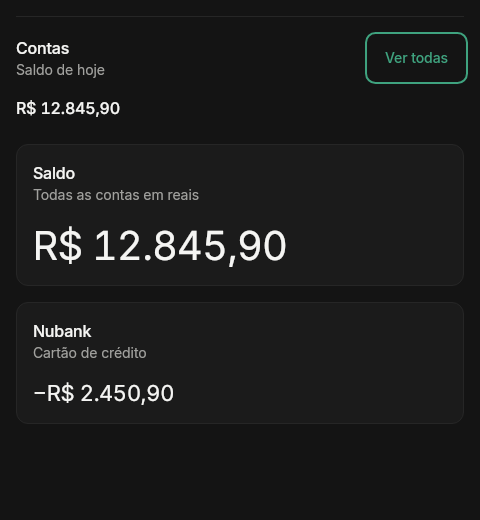 Contas
Saldo de hoje
Ver todas
R$ 12.845,90
Saldo
Todas as contas em reais
R$ 12.845,90
Nubank
Cartão de crédito
−R$ 2.450,90